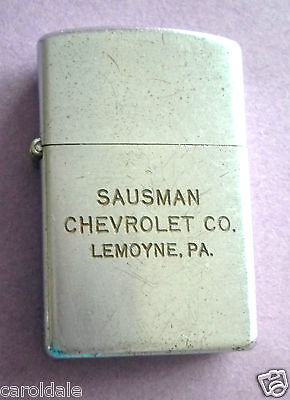 SAUSMAN
CHEVROLET CO.
LEMOYNE, PA.
caroldale